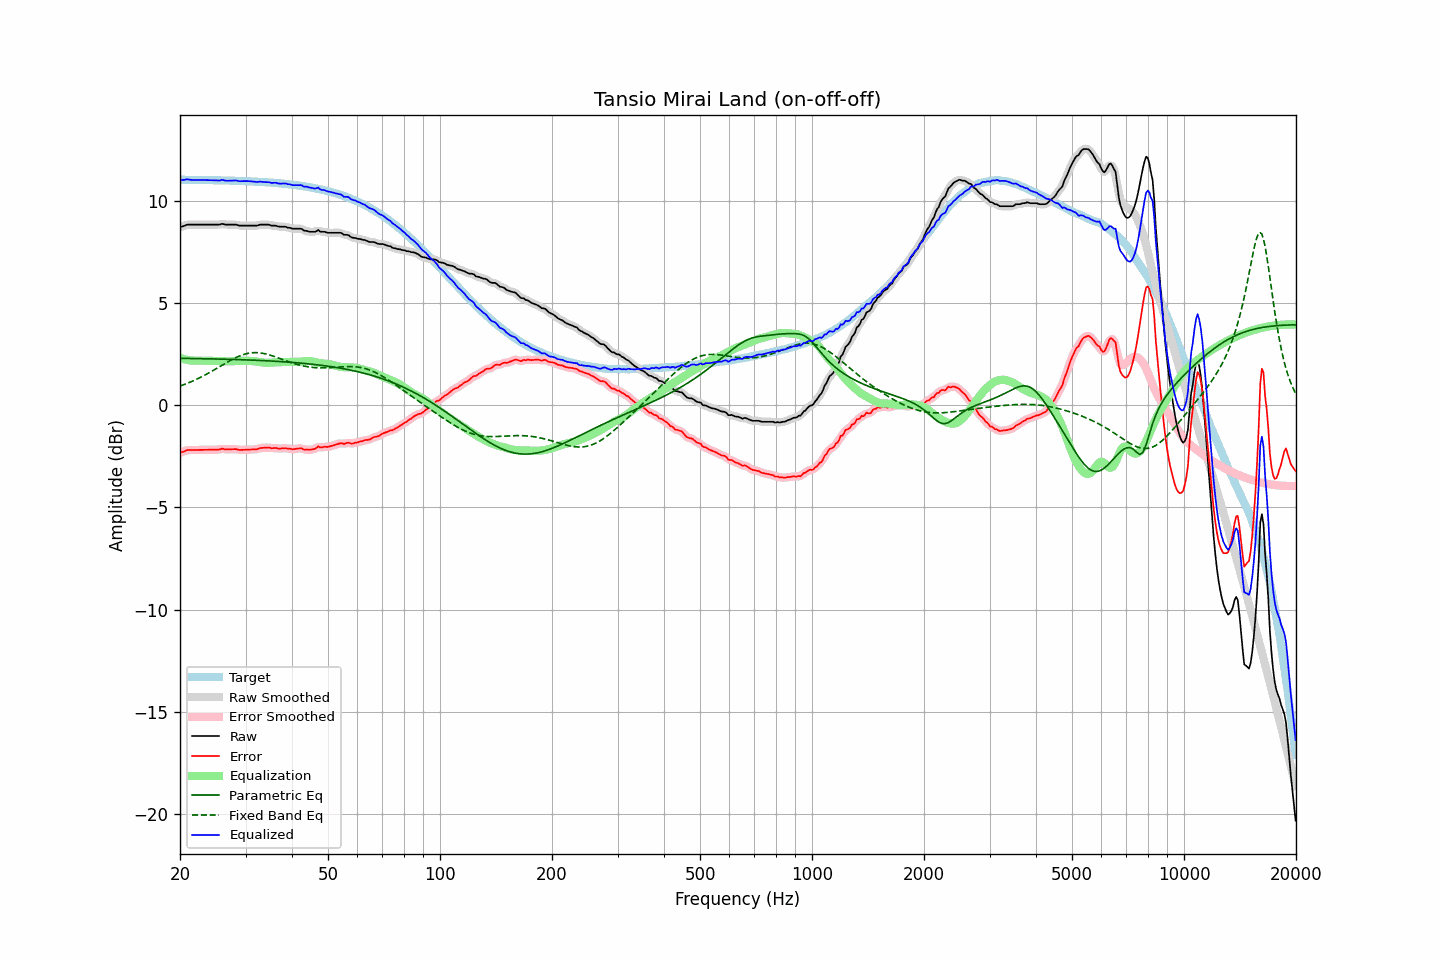 Tansio Mirai Land (on-off-off)
Amplitude (dBr)
10
5
0
−5
−10
−15
−20
Target
Raw Smoothed
Error Smoothed
Raw
Error
Equalization
Parametric Eq
Fixed Band Eq
Equalized
20 50 100 200 500 1000 2000 5000 10000 20000
Frequency (Hz)